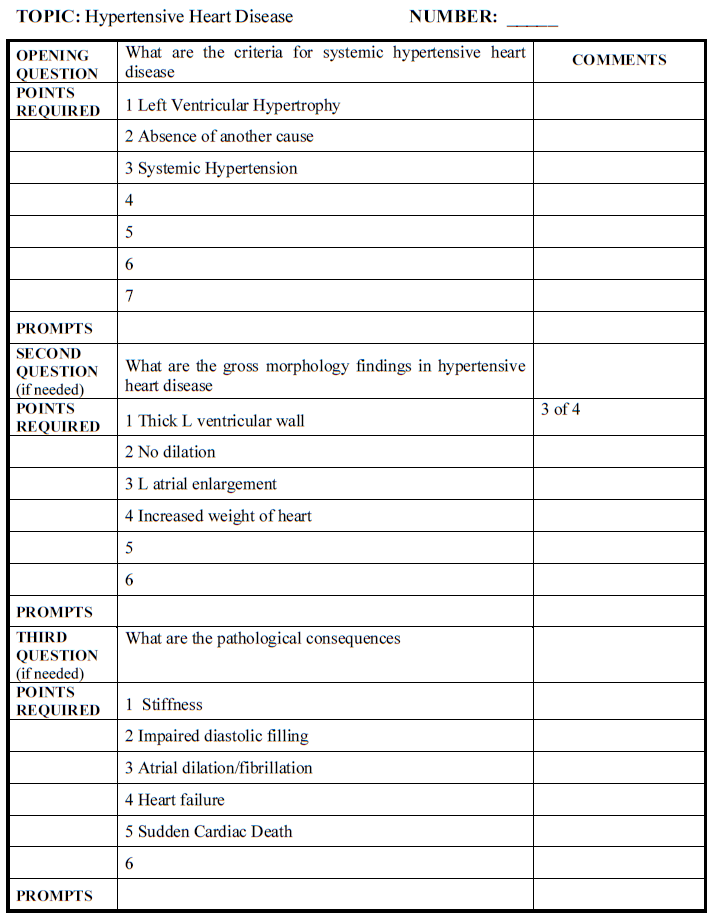 TOPIC: Hypertensive Heart Disease NUMBER: _____
OPENING QUESTION What are the criteria for systemic hypertensive heart disease COMMENTS
POINTS REQUIRED 1 Left Ventricular Hypertrophy
2 Absence of another cause
3 Systemic Hypertension
4
5
6
7
PROMPTS
SECOND QUESTION (if needed) What are the gross morphology findings in hypertensive heart disease
POINTS REQUIRED 1 Thick L ventricular wall 3 of 4
2 No dilation
3 L atrial enlargement
4 Increased weight of heart
5
6
PROMPTS
THIRD QUESTION (if needed) What are the pathological consequences
POINTS REQUIRED 1 Stiffness
2 Impaired diastolic filling
3 Atrial dilation/fibrillation
4 Heart failure
5 Sudden Cardiac Death
6
PROMPTS